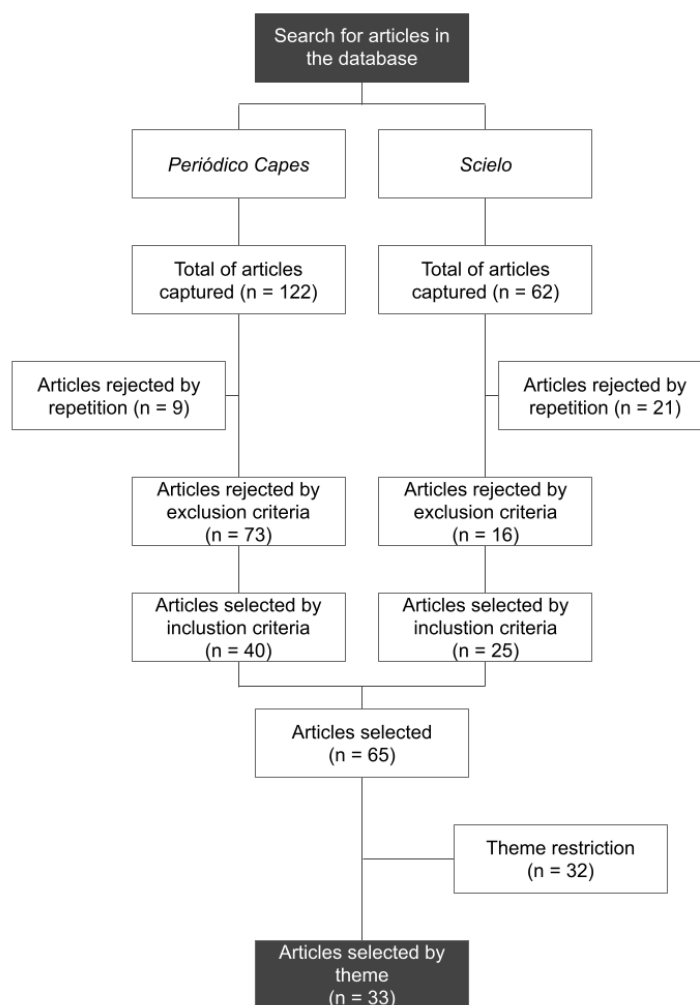 Search for articles in
the database
Periódico Capes
Scielo
Total of articles
captured (n = 122)
Total of articles
captured (n = 62)
Articles rejected by
repetition (n = 9)
Articles rejected by
repetition (n = 21)
Articles rejected by
exclusion criteria
(n = 73)
Articles rejected by
exclusion criteria
(n = 16)
Articles selected by
inclustion criteria
(n = 40)
Articles selected by
inclustion criteria
(n = 25)
Articles selected
(n = 65)
Theme restriction
(n = 32)
Articles selected by
theme
(n = 33)